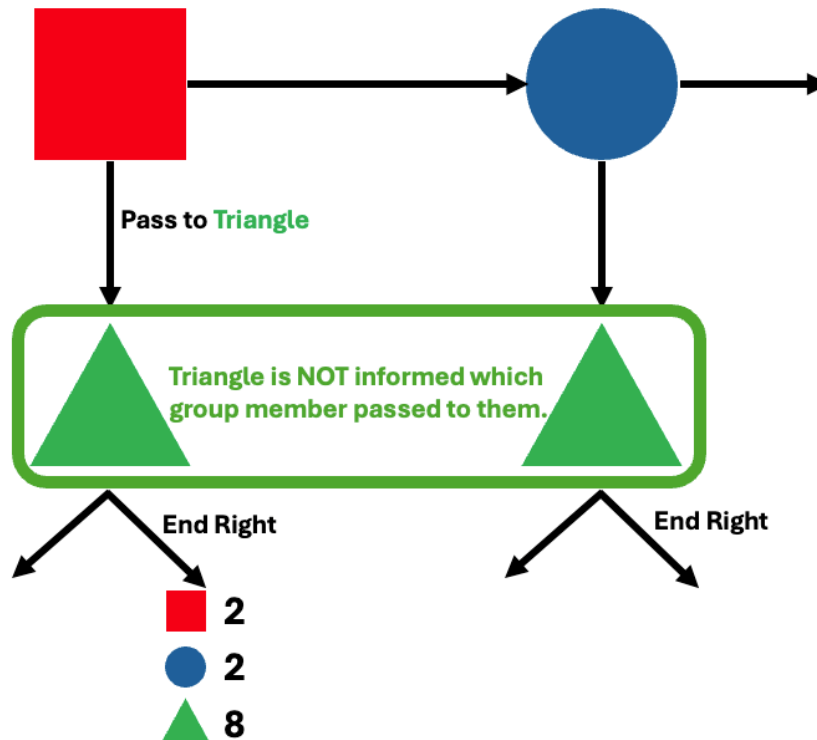 Pass to Triangle
Triangle is NOT informed which
group member passed to them.
End Right
End Right
2
2
8